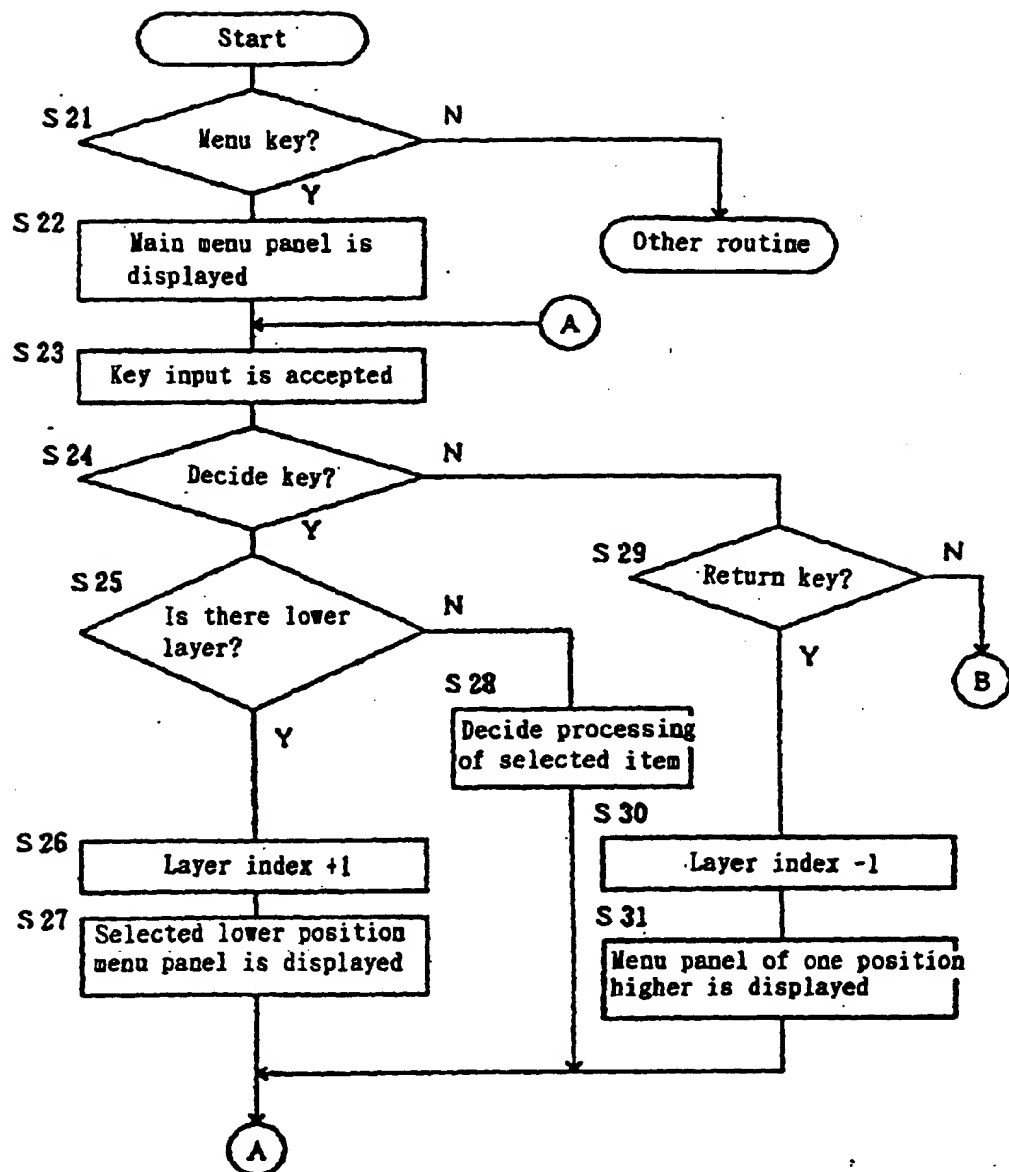 Start
S21
Menu key?
N
Y
S22
Main menu panel is
displayed
Other routine
A
S23
Key input is accepted
S24
Decide key?
N
Y
S29
Return key?
N
Y
B
S25
Is there lower
layer?
N
Y
S28
Decide processing
of selected item
S26
Layer index +1
S30
Layer index -1
S27
Selected lower position
menu panel is displayed
S31
Menu panel of one position
higher is displayed
A